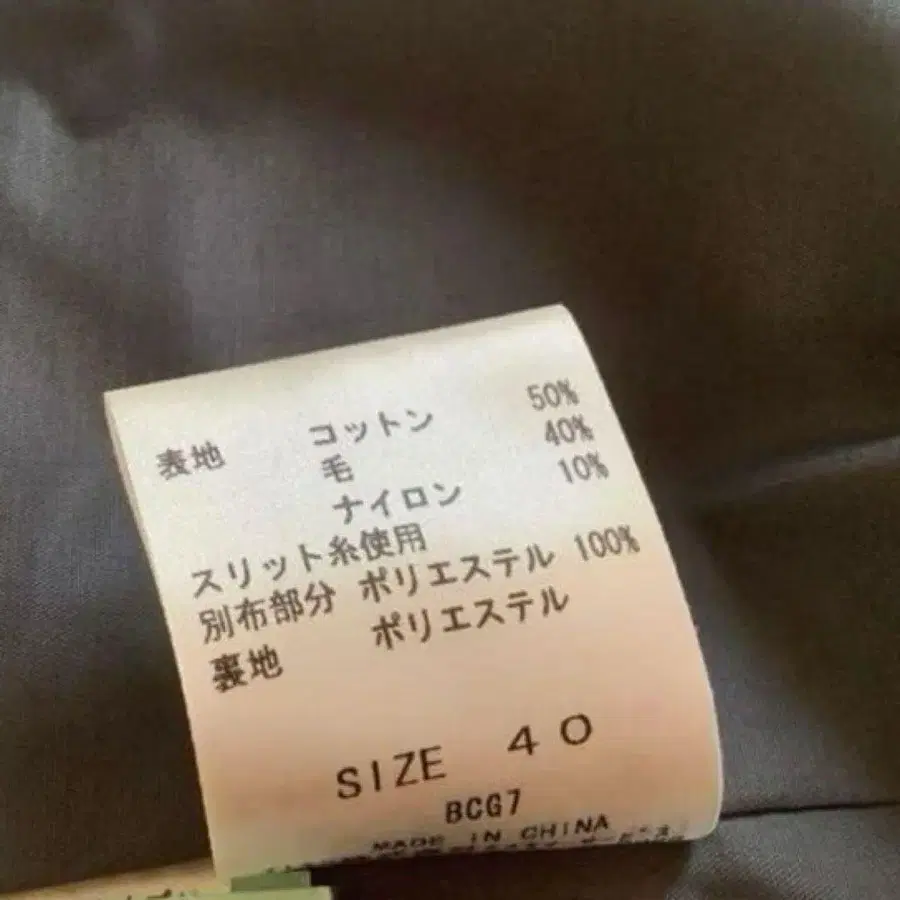 表地 コットン 50%
毛 40%
ナイロン 10%
スリット糸使用
別布部分 ポリエステル 100%
裏地 ポリエステル
SIZE 40
BCG7
MADE IN CHINA